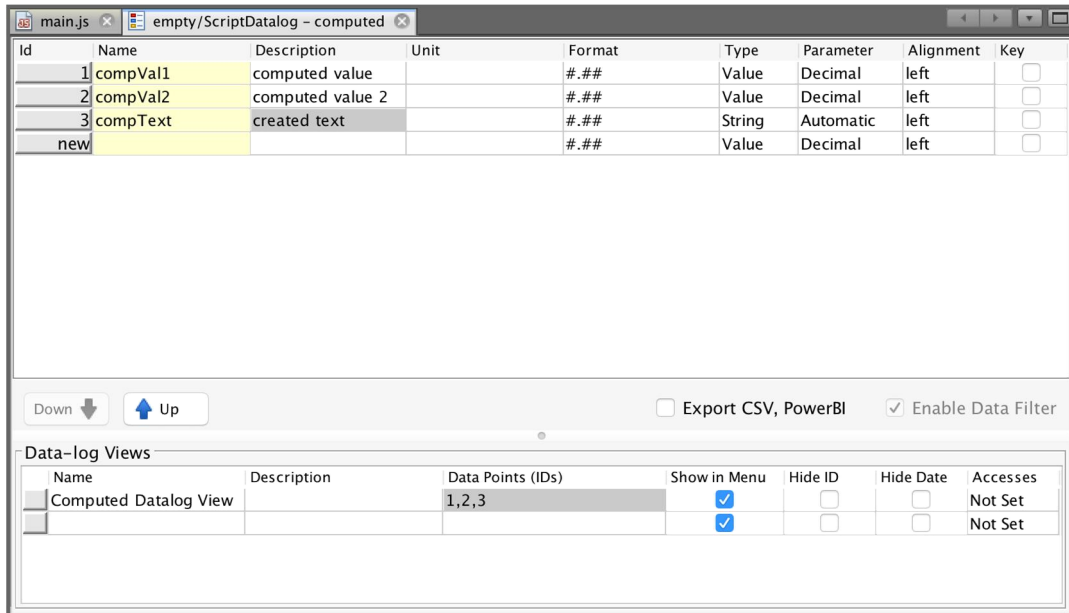 main.js empty/ScriptDatalog - computed
Id Name Description Unit Format Type Parameter Alignment Key
1 compVal1 computed value #.## Value Decimal left
2 compVal2 computed value 2 #.## Value Decimal left
3 compText created text #.## String Automatic left
new #.## Value Decimal left
Down Up Export CSV, PowerBI Enable Data Filter
Data-log Views
Name Description Data Points (IDs) Show in Menu Hide ID Hide Date Accesses
Computed Datalog View 1,2,3 Not Set
Not Set